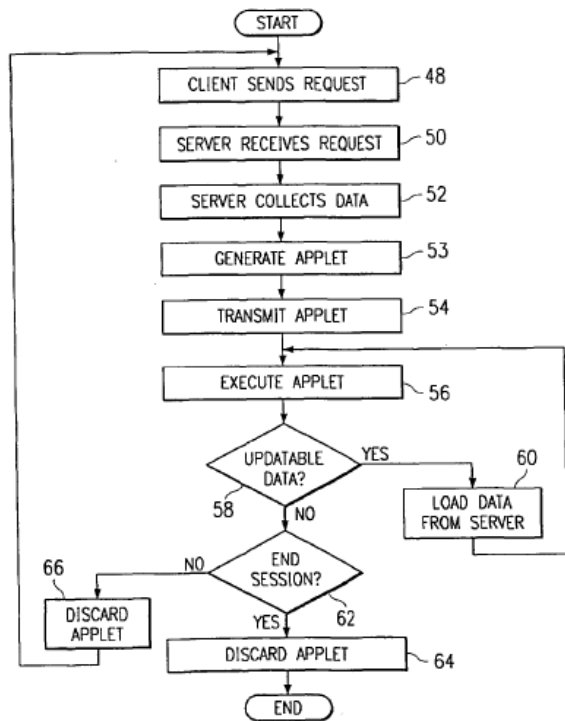 START
CLIENT SENDS REQUEST 48
SERVER RECEIVES REQUEST 50
SERVER COLLECTS DATA 52
GENERATE APPLET 53
TRANSMIT APPLET 54
EXECUTE APPLET 56
UPDATABLE
DATA?
58
YES
NO
60
LOAD DATA
FROM SERVER
END
SESSION?
62
NO
YES
66
DISCARD
APPLET
DISCARD APPLET 64
END